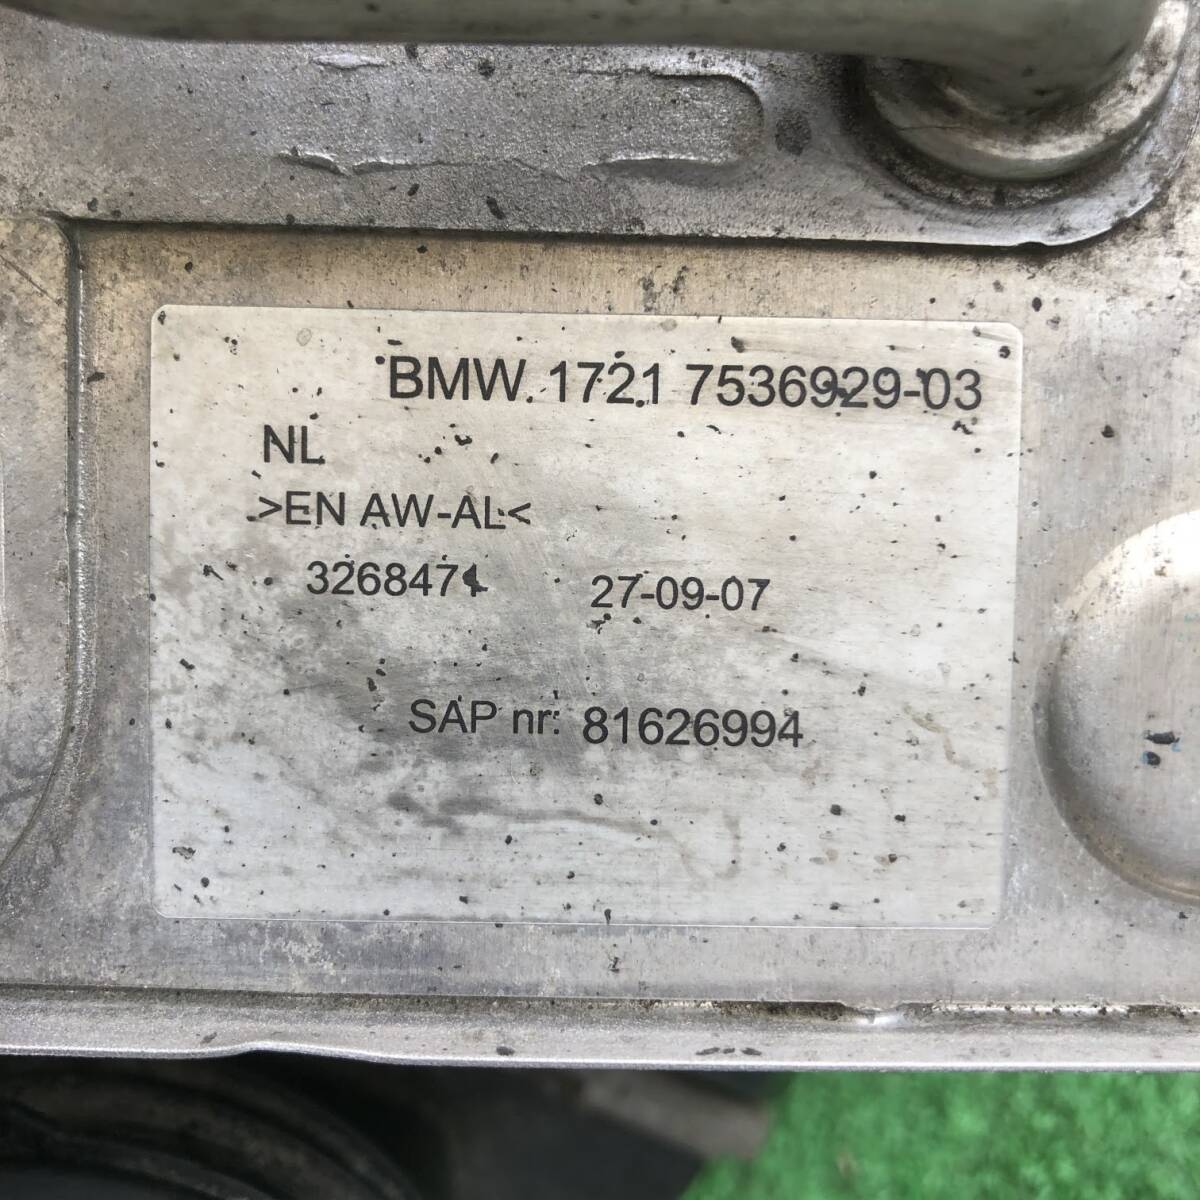 BMW. 1721 7536929-03
NL
>EN AW-AL<
3268471 27-09-07
SAP nr: 81626994